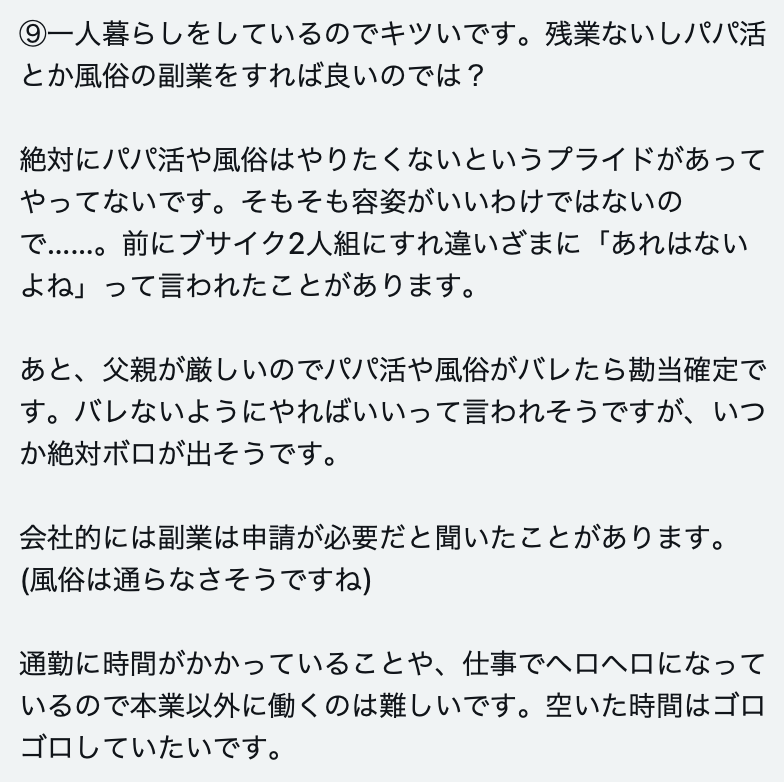 ⑨一人暮らしをしているのでキツいです。残業ないしパパ活
とか風俗の副業をすれば良いのでは？
絶対にパパ活や風俗はやりたくないというプライドがあって
やってないです。そもそも容姿がいいわけではないの
で……。前にブサイク2人組にすれ違いざまに「あれはない
よね」って言われたことがあります。
あと、父親が厳しいのでパパ活や風俗がバレたら勘当確定で
す。バレないようにやればいいって言われそうですが、いつ
か絶対ボロが出そうです。
会社的には副業は申請が必要だと聞いたことがあります。
(風俗は通らなさそうですね)
通勤に時間がかかっていることや、仕事でヘロヘロになって
いるので本業以外に働くのは難しいです。空いた時間はゴロ
ゴロしていたいです。